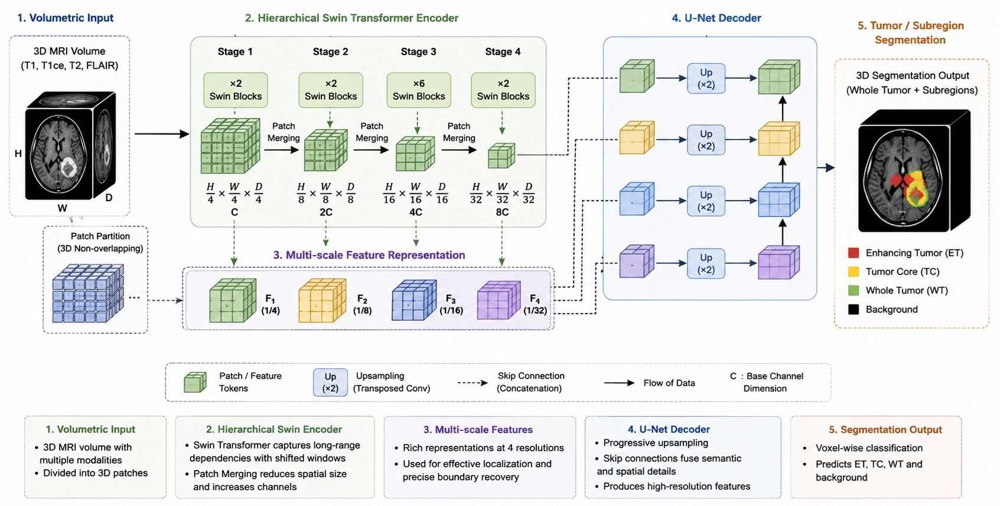 1. Volumetric Input
3D MRI Volume
(T1, T1ce, T2, FLAIR)
H
W
D
Patch Partition
(3D Non-overlapping)
...
2. Hierarchical Swin Transformer Encoder
Stage 1
Stage 2
Stage 3
Stage 4
×2
Swin Blocks
×2
Swin Blocks
×6
Swin Blocks
×2
Swin Blocks
Patch
Merging
Patch
Merging
Patch
Merging
H/4 × W/4 × D/4
C
H/8 × W/8 × D/8
2C
H/16 × W/16 × D/16
4C
H/32 × W/32 × D/32
8C
3. Multi-scale Feature Representation
F₁
(1/4)
F₂
(1/8)
F₃
(1/16)
F₄
(1/32)
4. U-Net Decoder
Up
(×2)
Up
(×2)
Up
(×2)
Up
(×2)
5. Tumor / Subregion
Segmentation
3D Segmentation Output
(Whole Tumor + Subregions)
Enhancing Tumor (ET)
Tumor Core (TC)
Whole Tumor (WT)
Background
Patch / Feature
Tokens
Up
(×2)
Upsampling
(Transposed Conv)
Skip Connection
(Concatenation)
Flow of Data
C : Base Channel
Dimension
1. Volumetric Input
• 3D MRI volume with
multiple modalities
• Divided into 3D patches
2. Hierarchical Swin Encoder
• Swin Transformer captures long-range
dependencies with shifted windows
• Patch Merging reduces spatial size
and increases channels
3. Multi-scale Features
• Rich representations at 4 resolutions
• Used for effective localization and
precise boundary recovery
4. U-Net Decoder
• Progressive upsampling
• Skip connections fuse semantic
and spatial details
• Produces high-resolution features
5. Segmentation Output
• Voxel-wise classification
• Predicts ET, TC, WT and
background